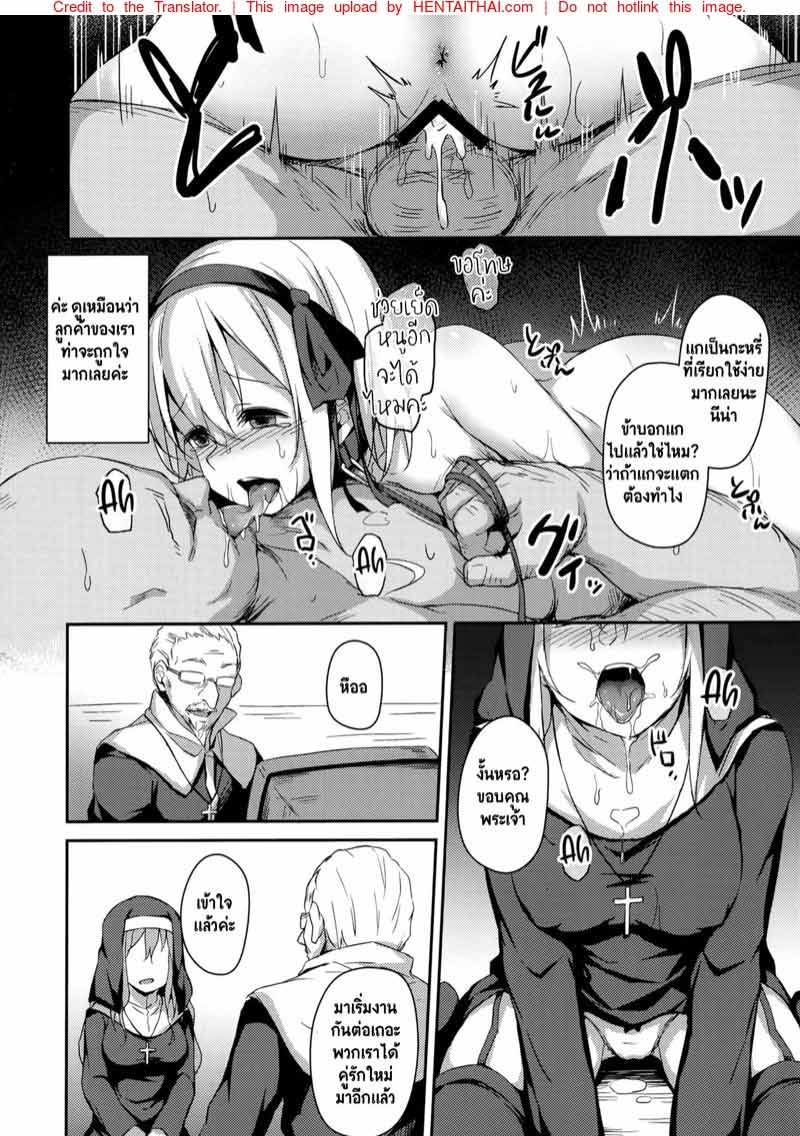 Credit to the Translator. | This image upload by HENTAITHAI.com | Do not hotlink this image.
แกเป็นกะหรี่
ที่เรียกใช้ง่าย
มากเลยนะ
นีน่า
ข้าบอกแก
ไปแล้วใช่ไหม?
ว่าถ้าแกจะแตก
ต้องทำไง
ขอโทษ
ค่ะ
ช่วยเย็ด
หนูอีก
จะได้
ไหมคะ
ค่ะ ดูเหมือนว่า
ลูกค้าของเรา
ท่าจะถูกใจ
มากเลยค่ะ
Ah
Ah
Ah
งั้นหรอ?
ขอบคุณ
พระเจ้า
Ah
หืออ
เข้าใจ
แล้วค่ะ
มาเริ่มงาน
กันต่อเถอะ
พวกเราได้
คู่รักใหม่
มาอีกแล้ว